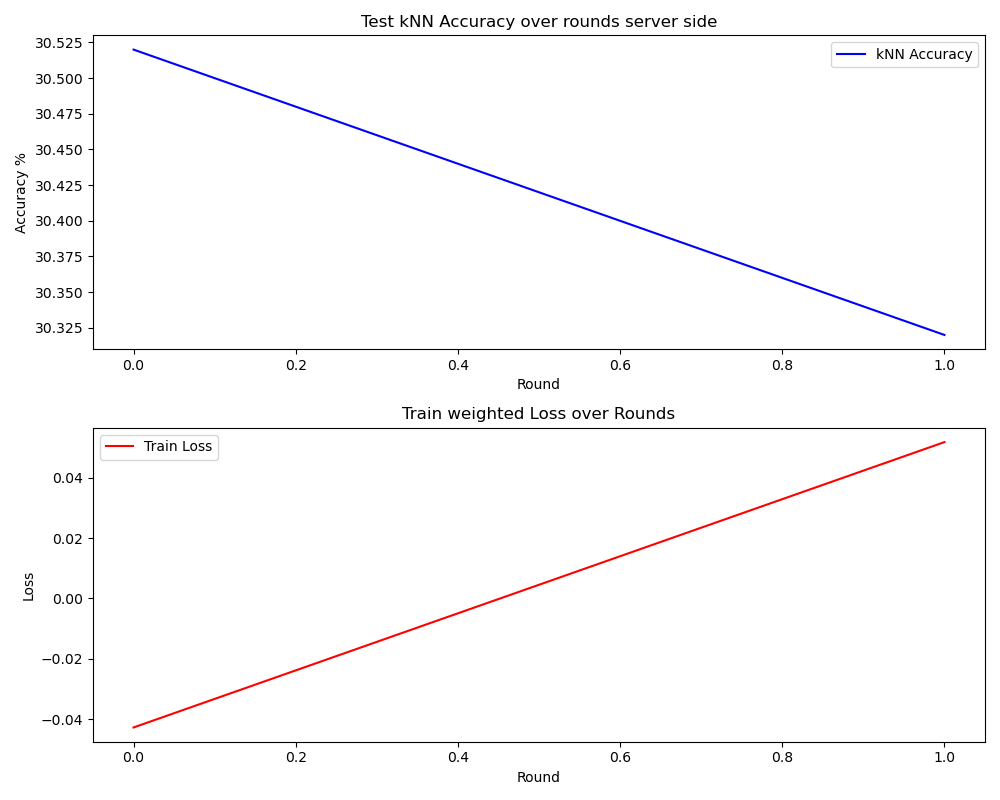 Test kNN Accuracy over rounds server side
kNN Accuracy
Accuracy %
30.525
30.500
30.475
30.450
30.425
30.400
30.375
30.350
30.325
0.0 0.2 0.4 0.6 0.8 1.0
Round
Train weighted Loss over Rounds
Train Loss
Loss
0.04
0.02
0.00
−0.02
−0.04
0.0 0.2 0.4 0.6 0.8 1.0
Round